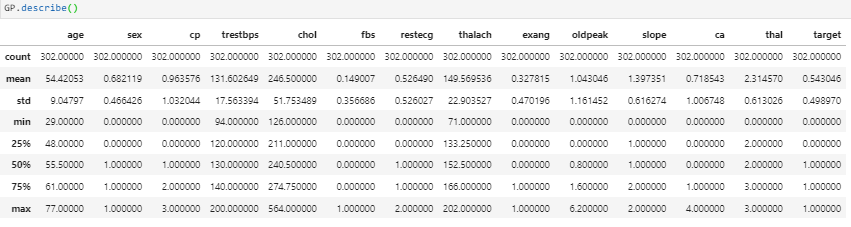 GP.describe()
age sex cp trestbps chol fbs restecg thalach exang oldpeak slope ca thal target
count 302.00000 302.000000 302.000000 302.000000 302.000000 302.000000 302.000000 302.000000 302.000000 302.000000 302.000000 302.000000 302.000000 302.000000
mean 54.42053 0.682119 0.963576 131.602649 246.500000 0.149007 0.526490 149.569536 0.327815 1.043046 1.397351 0.718543 2.314570 0.543046
std 9.04797 0.466426 1.032044 17.563394 51.753489 0.356686 0.526027 22.903527 0.470196 1.161452 0.616274 1.006748 0.613026 0.498970
min 29.00000 0.000000 0.000000 94.000000 126.000000 0.000000 0.000000 71.000000 0.000000 0.000000 0.000000 0.000000 0.000000 0.000000
25% 48.00000 0.000000 0.000000 120.000000 211.000000 0.000000 0.000000 133.250000 0.000000 0.000000 1.000000 0.000000 2.000000 0.000000
50% 55.50000 1.000000 1.000000 130.000000 240.500000 0.000000 1.000000 152.500000 0.000000 0.800000 1.000000 0.000000 2.000000 1.000000
75% 61.00000 1.000000 2.000000 140.000000 274.750000 0.000000 1.000000 166.000000 1.000000 1.600000 2.000000 1.000000 3.000000 1.000000
max 77.00000 1.000000 3.000000 200.000000 564.000000 1.000000 2.000000 202.000000 1.000000 6.200000 2.000000 4.000000 3.000000 1.000000